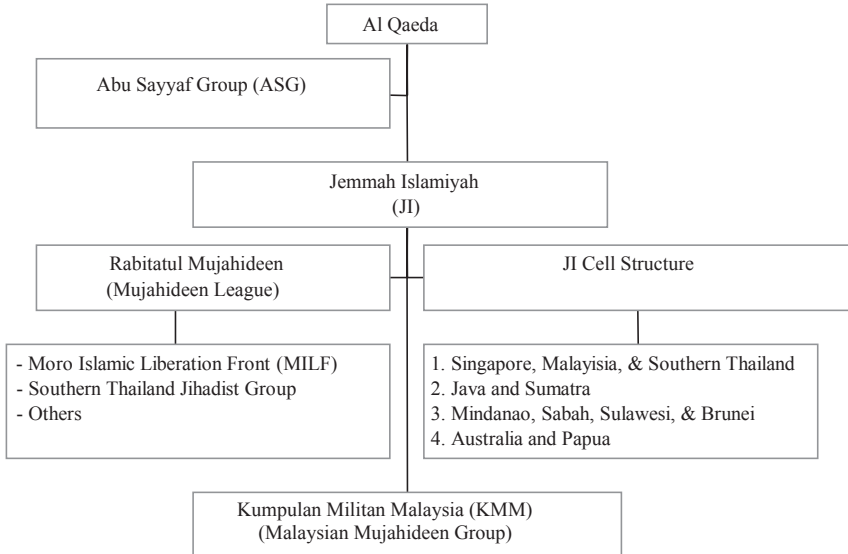 Al Qaeda
Abu Sayyaf Group (ASG)
Jemmah Islamiyah
(JI)
Rabitatul Mujahideen
(Mujahideen League)
JI Cell Structure
- Moro Islamic Liberation Front (MILF)
- Southern Thailand Jihadist Group
- Others
1. Singapore, Malayisia, & Southern Thailand
2. Java and Sumatra
3. Mindanao, Sabah, Sulawesi, & Brunei
4. Australia and Papua
Kumpulan Militan Malaysia (KMM)
(Malaysian Mujahideen Group)